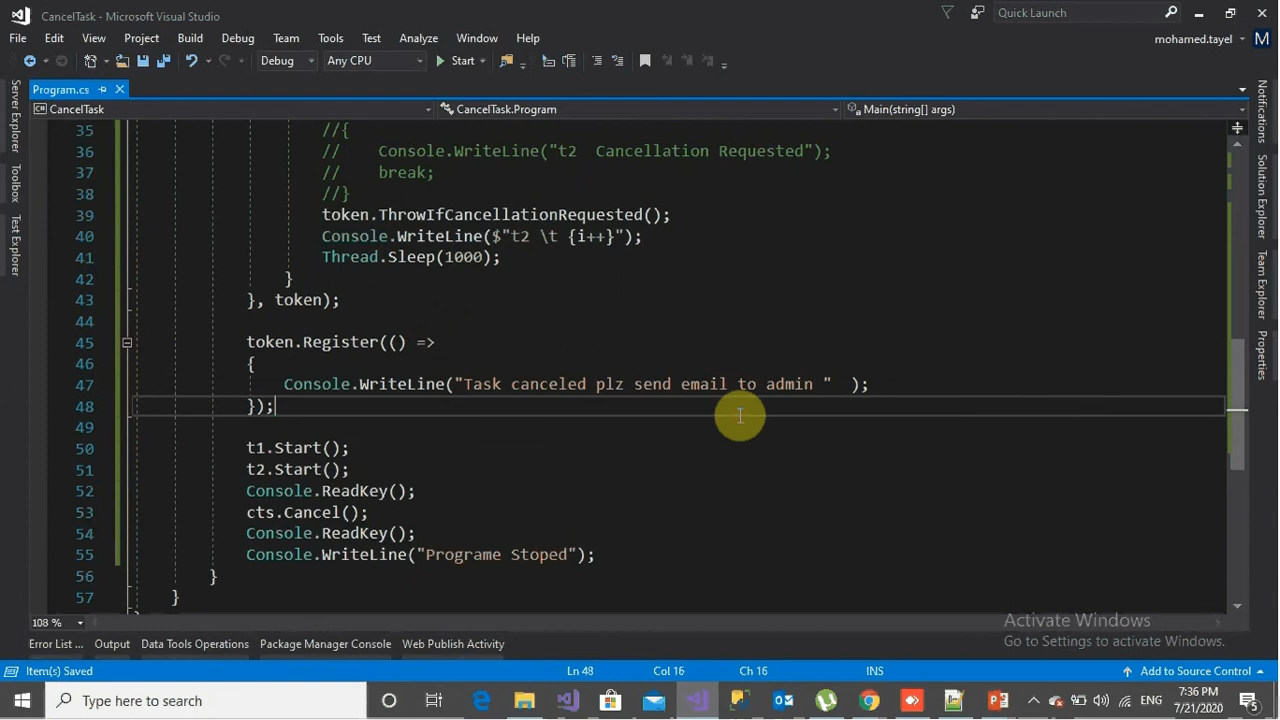 CancelTask - Microsoft Visual Studio
Quick Launch
File Edit View Project Build Debug Team Tools Test Analyze Window Help
mohamed.tayel M
Debug Any CPU Start
Program.cs
CancelTask CancelTask.Program Main(string[] args)
Server Explorer
Toolbox
Test Explorer
Notifications
Solution Explorer
Team Explorer
Properties
35 //{
36 // Console.WriteLine("t2  Cancellation Requested");
37 // break;
38 //}
39 token.ThrowIfCancellationRequested();
40 Console.WriteLine($"t2 \t {i++}");
41 Thread.Sleep(1000);
42 }
43 }, token);
44
45 token.Register(() =>
46 {
47 Console.WriteLine("Task canceled plz send email to admin "  );
48 });
49
50 t1.Start();
51 t2.Start();
52 Console.ReadKey();
53 cts.Cancel();
54 Console.ReadKey();
55 Console.WriteLine("Programe Stoped");
56 }
57 }
108 %
Activate Windows
Go to Settings to activate Windows.
Error List ... Output Data Tools Operations Package Manager Console Web Publish Activity
Item(s) Saved Ln 48 Col 16 Ch 16 INS Add to Source Control
Type here to search
ENG
7:36 PM
7/21/2020
5